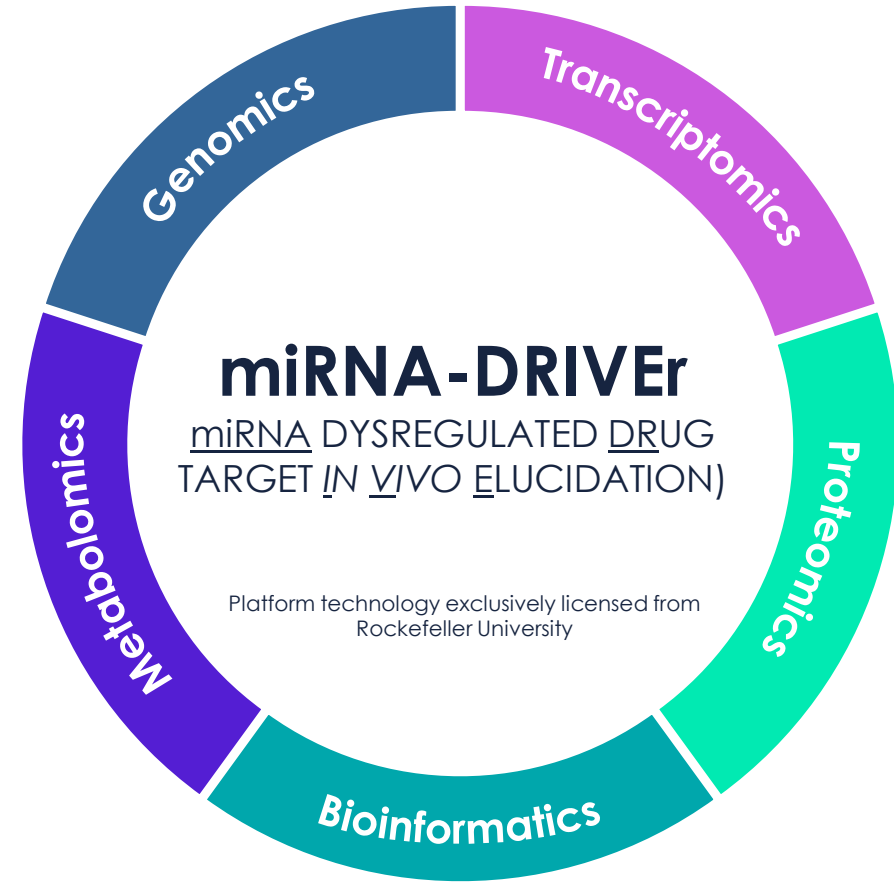 Genomics
Transcriptomics
miRNA-DRIVEr
miRNA DYSREGULATED DRUG
TARGET IN VIVO ELUCIDATION)
Metabolomics
Proteomics
Platform technology exclusively licensed from
Rockefeller University
Bioinformatics